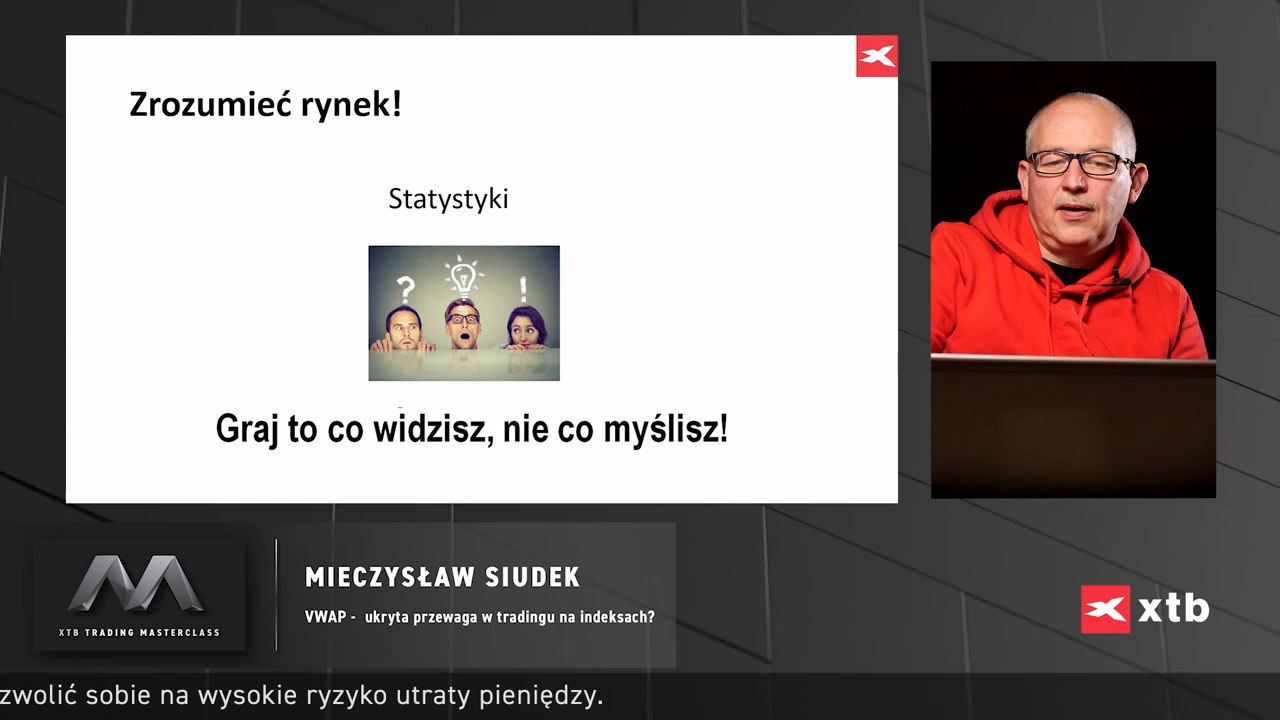 Zrozumieć rynek!
Statystyki
? !
Graj to co widzisz, nie co myślisz!
XTB TRADING MASTERCLASS
MIECZYSŁAW SIUDEK
VWAP - ukryta przewaga w tradingu na indeksach?
xtb
zwolić sobie na wysokie ryzyko utraty pieniędzy.